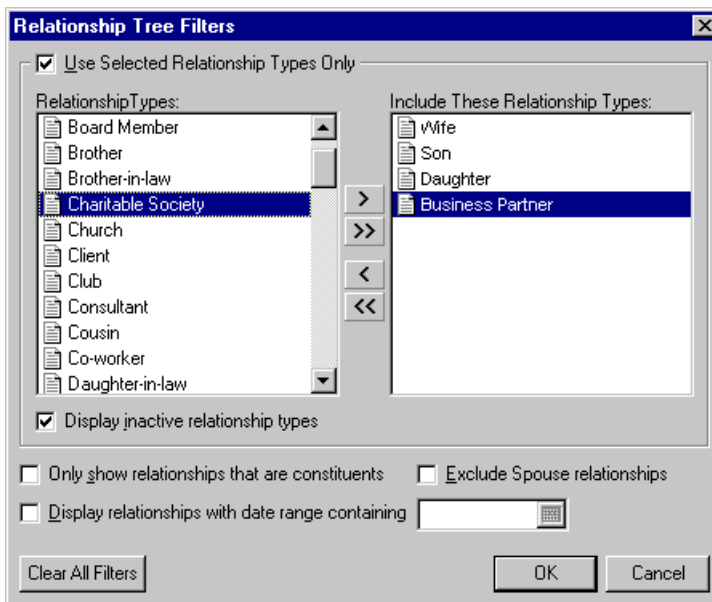 Relationship Tree Filters
Use Selected Relationship Types Only
RelationshipTypes:
Board Member
Brother
Brother-in-law
Charitable Society
Church
Client
Club
Consultant
Cousin
Co-worker
Daughter-in-law
>
>>
<
<<
Include These Relationship Types:
Wife
Son
Daughter
Business Partner
Display inactive relationship types
Only show relationships that are constituents
Exclude Spouse relationships
Display relationships with date range containing
Clear All Filters
OK
Cancel